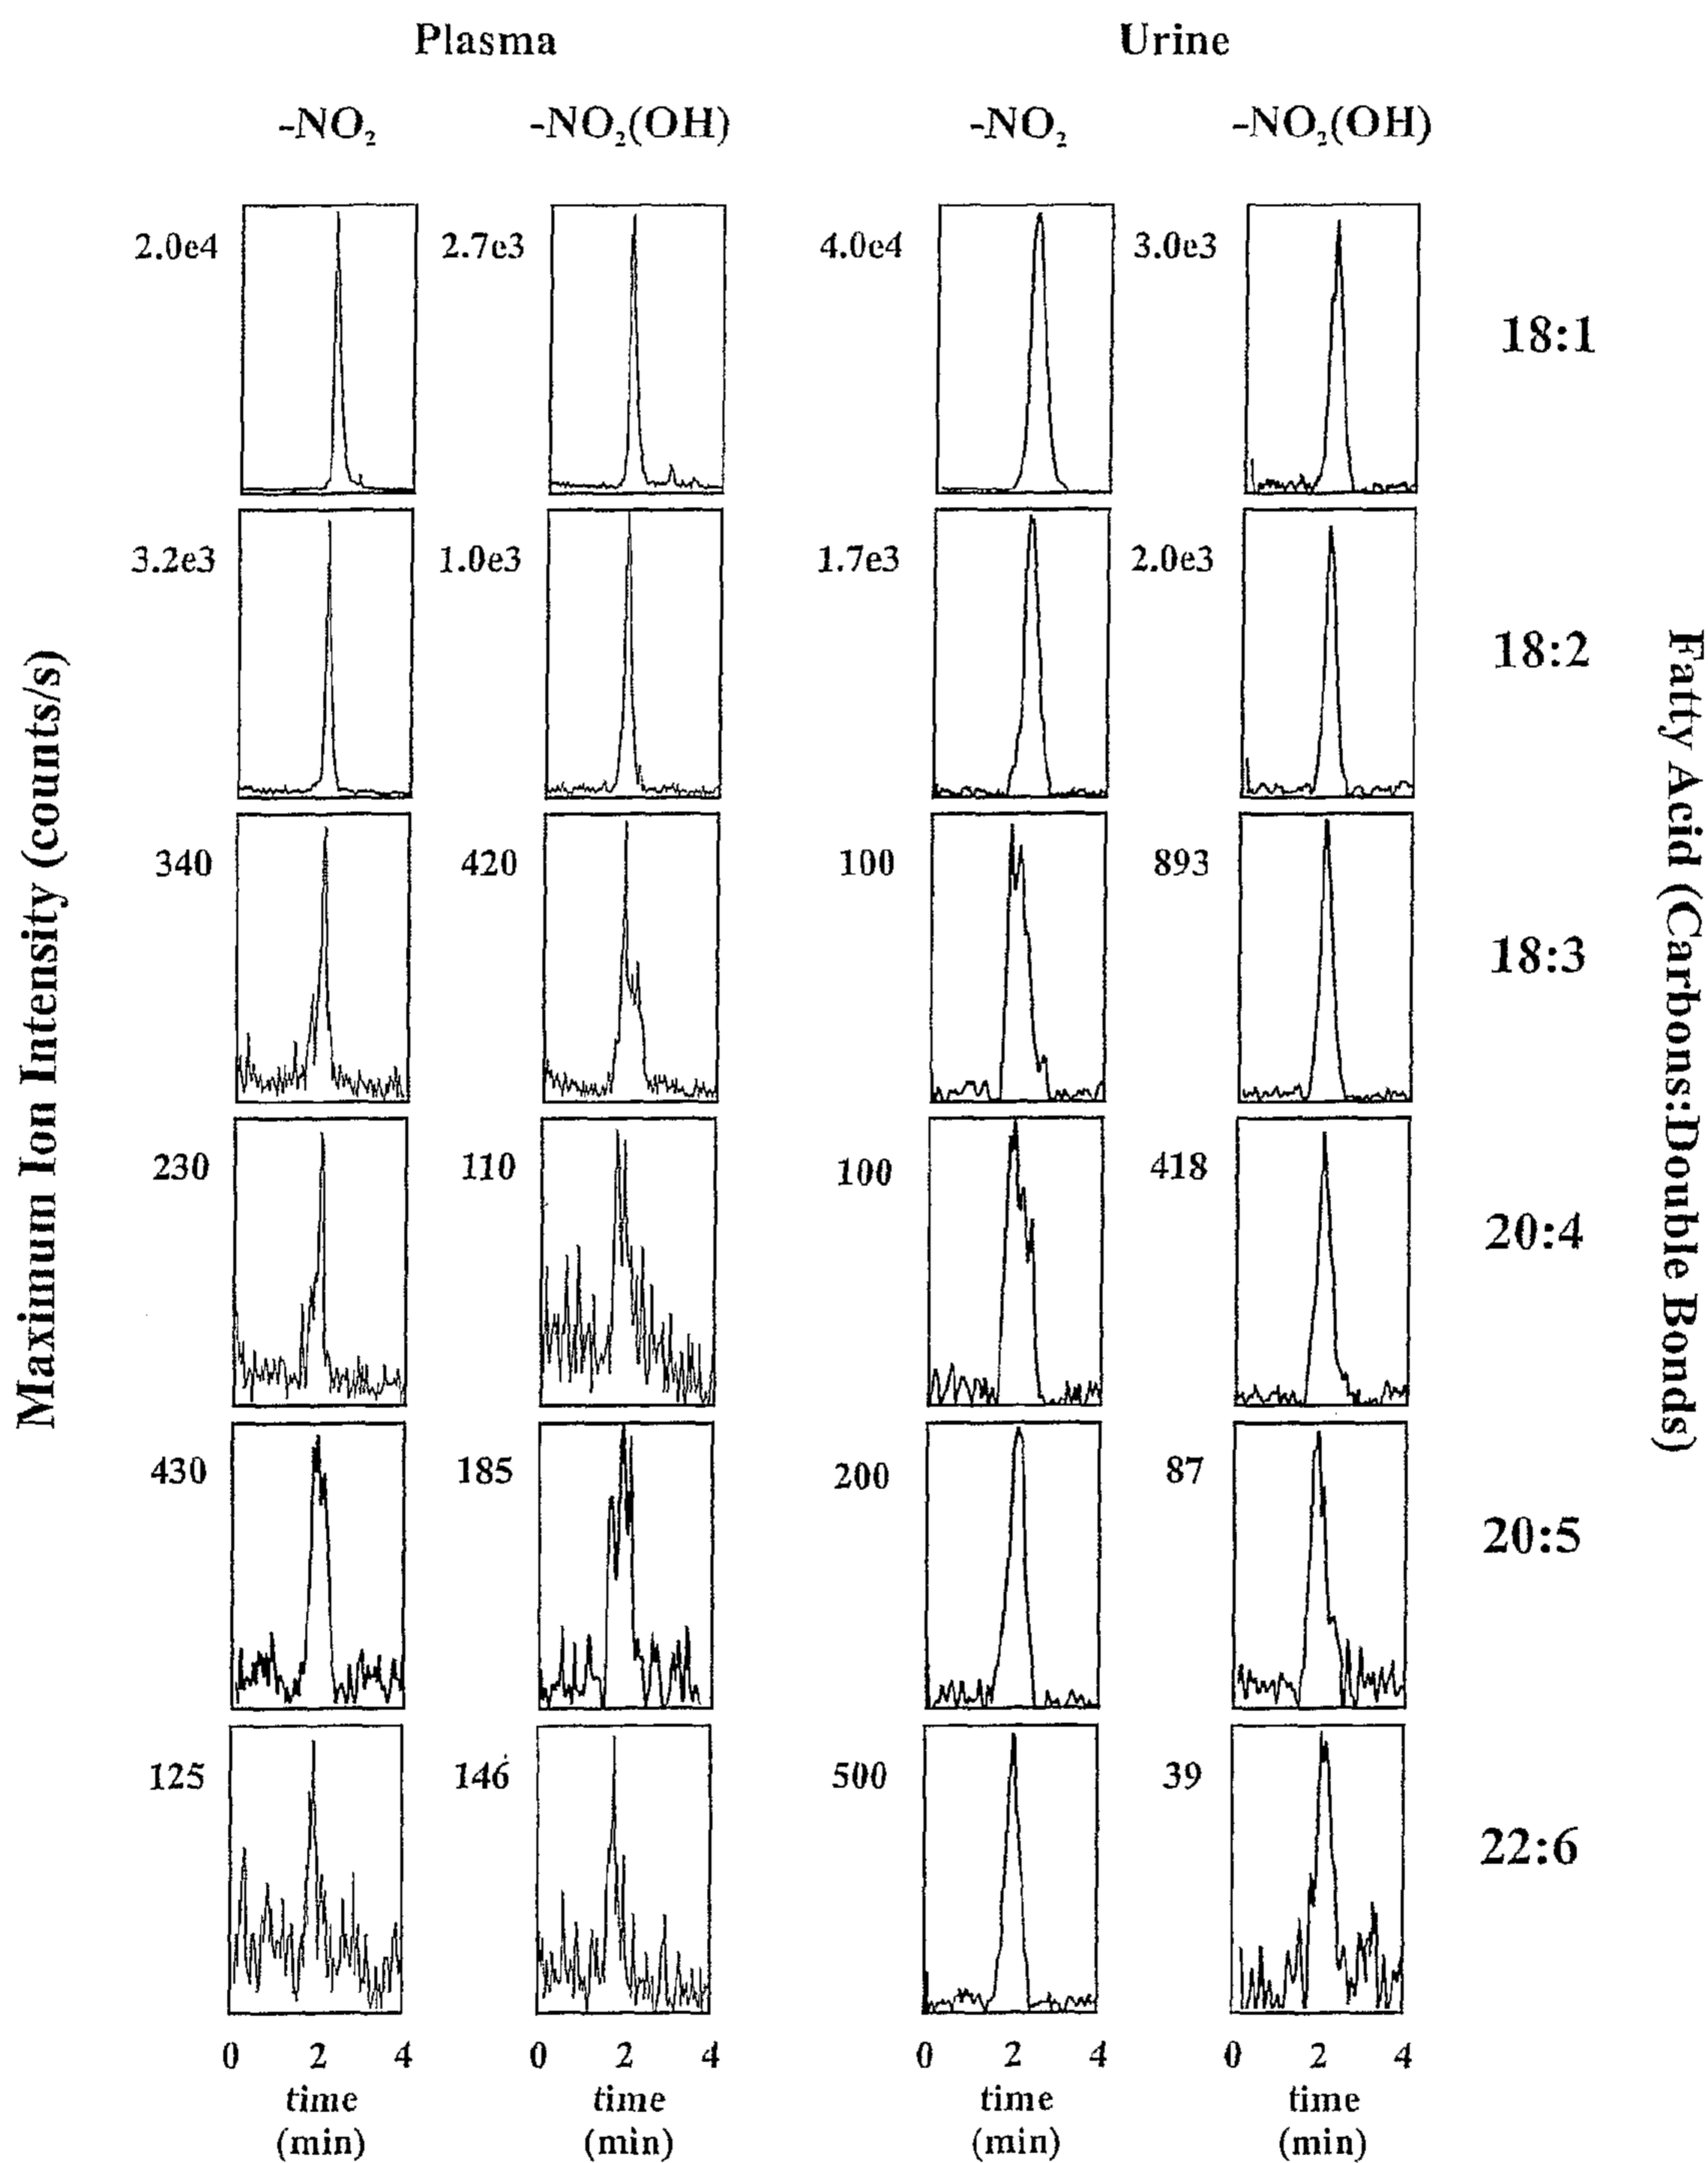 Plasma Urine
-NO₂ -NO₂(OH) -NO₂ -NO₂(OH)
2.0e4 2.7e3 4.0e4 3.0e3 18:1
3.2e3 1.0e3 1.7e3 2.0e3 18:2
340 420 100 893 18:3
230 110 100 418 20:4
430 185 200 87 20:5
125 146 500 39 22:6
0 2 4 0 2 4 0 2 4 0 2 4
time time time time
(min) (min) (min) (min)
Maximum Ion Intensity (counts/s)
Fatty Acid (Carbons:Double Bonds)